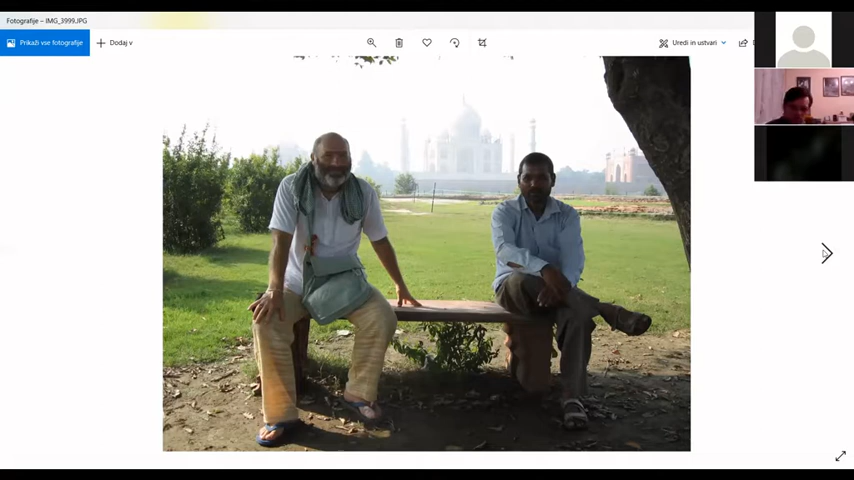 Fotografije – IMG_3999.JPG
Prikaži vse fotografije
Dodaj v
Uredi in ustvari